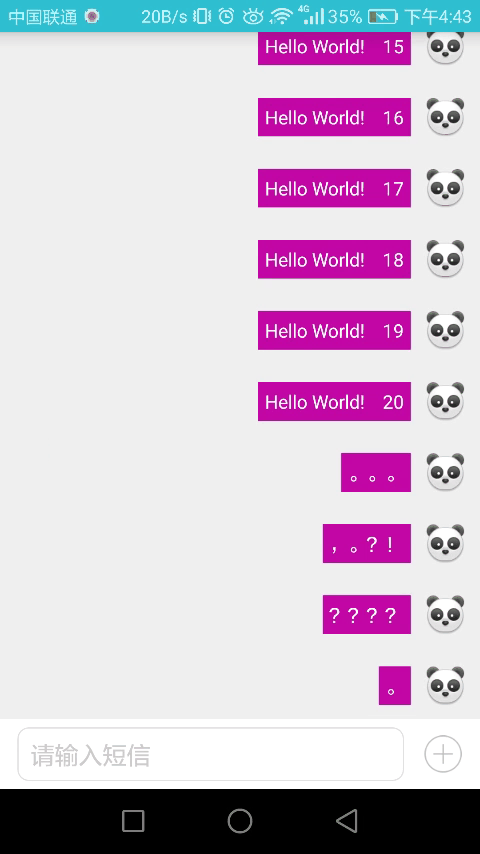 中国联通 20B/s 4G 35% 下午4:43
Hello World! 15
Hello World! 16
Hello World! 17
Hello World! 18
Hello World! 19
Hello World! 20
。。。
，。？！
？？？？
。
请输入短信